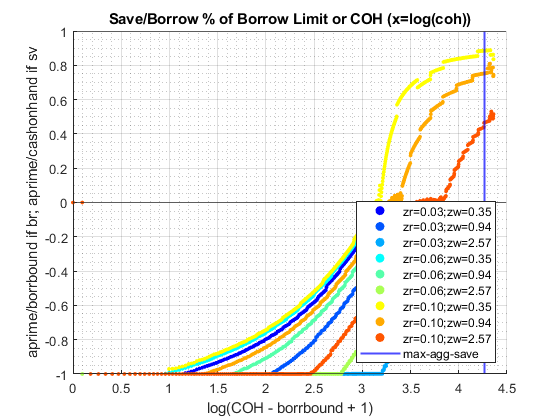 Save/Borrow % of Borrow Limit or COH (x=log(coh))
aprime/borrbound if br; aprime/cashonhand if sv
1
0.8
0.6
0.4
0.2
0
-0.2
-0.4
-0.6
-0.8
-1
zr=0.03;zw=0.35
zr=0.03;zw=0.94
zr=0.03;zw=2.57
zr=0.06;zw=0.35
zr=0.06;zw=0.94
zr=0.06;zw=2.57
zr=0.10;zw=0.35
zr=0.10;zw=0.94
zr=0.10;zw=2.57
max-agg-save
0 0.5 1 1.5 2 2.5 3 3.5 4 4.5
log(COH - borrbound + 1)